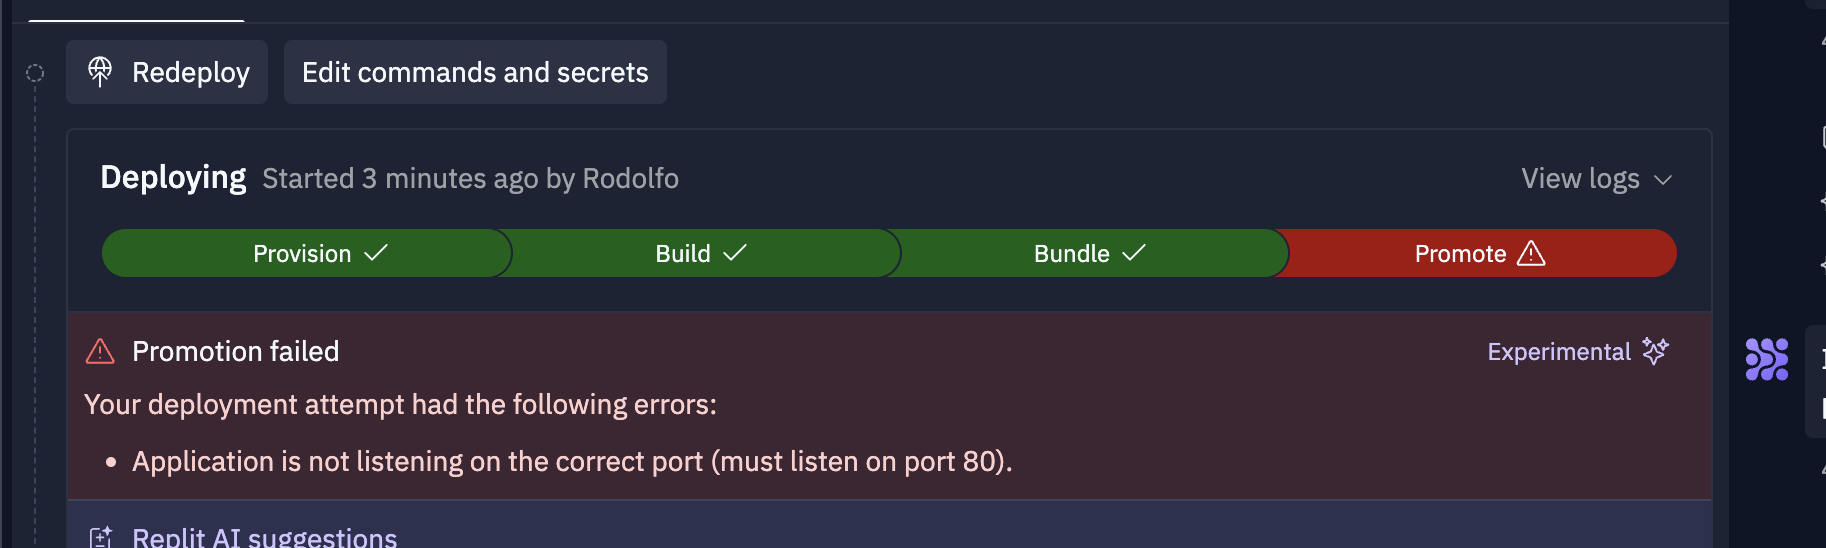 Redeploy
Edit commands and secrets
Deploying Started 3 minutes ago by Rodolfo
View logs
Provision
Build
Bundle
Promote
Promotion failed
Experimental
Your deployment attempt had the following errors:
• Application is not listening on the correct port (must listen on port 80).
Replit AI suggestions